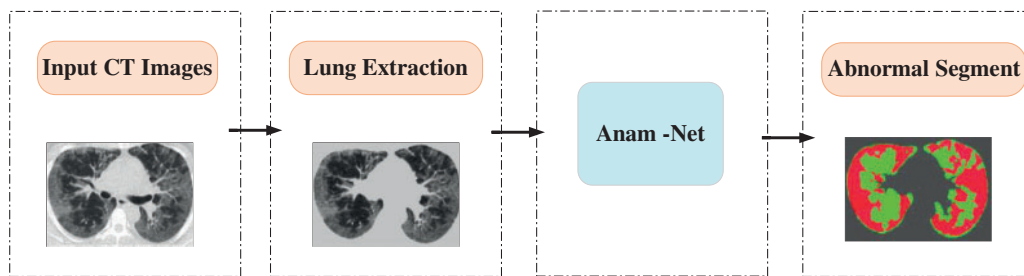 Input CT Images
Lung Extraction
Anam -Net
Abnormal Segment